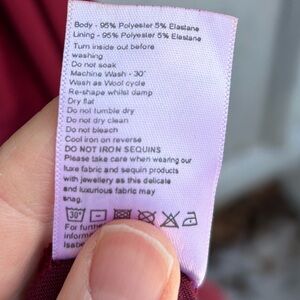 Body - 95% Polyester 5% Elastane
Lining - 95% Polyester 5% Elastane
Turn inside out before
washing
Do not soak
Machine Wash - 30°
Wash as Wool cycle
Re-shape whilst damp
Dry flat
Do not tumble dry
Do not dry clean
Do not bleach
Cool iron on reverse
DO NOT IRON SEQUINS
Please take care when wearing our
luxe fabric and sequin products
with jewellery as this delicate
and luxurious fabric may
snag.
30°
For